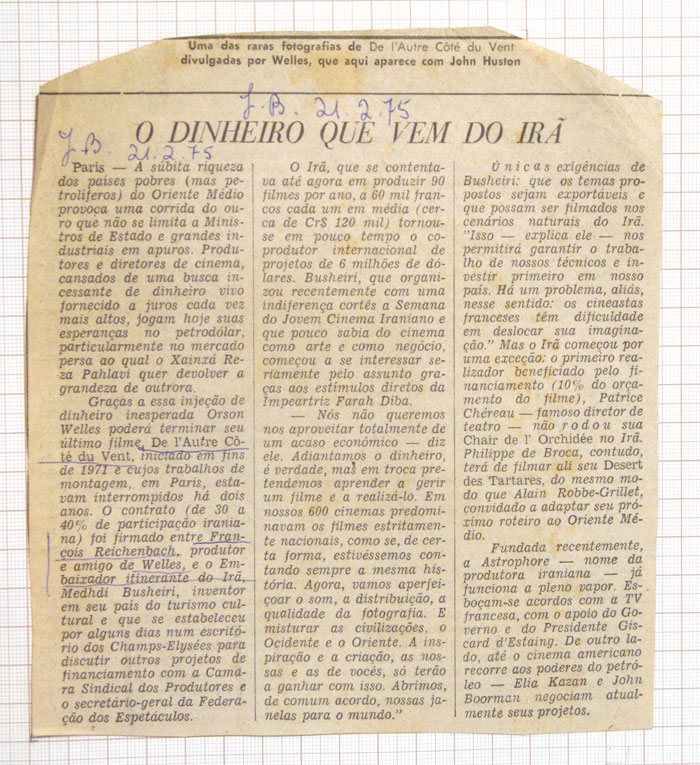 Uma das raras fotografias de De l'Autre Côté du Vent
divulgadas por Welles, que aqui aparece com John Huston
J.B. 21.2.75
O DINHEIRO QUE VEM DO IRÃ
J.B 21.2.75
Paris — A súbita riqueza
dos países pobres (mas pe-
trolíferos) do Oriente Médio
provoca uma corrida do ou-
ro que não se limita a Minis-
tros de Estado e grandes in-
dustriais em apuros. Produ-
tores e diretores de cinema,
cansados de uma busca in-
cessante de dinheiro vivo
fornecido a juros cada vez
mais altos, jogam hoje suas
esperanças no petrodólar,
particularmente no mercado
persa ao qual o Xainxá Re-
za Pahlavi quer devolver a
grandeza de outrora.
Graças a essa injeção de
dinheiro inesperada Orson
Welles poderá terminar seu
último filme, De l'Autre Cô-
té du Vent, iniciado em fins
de 1971 e cujos trabalhos de
montagem, em Paris, esta-
vam interrompidos há dois
anos. O contrato (de 30 a
40% de participação irania-
na) foi firmado entre Fran-
çois Reichenbach, produtor
e amigo de Welles, e o Em-
baixador itinerante do Irã,
Medhdi Busheiri, inventor
em seu país do turismo cul-
tural e que se estabeleceu
por alguns dias num escritó-
rio dos Champs-Elysées para
discutir outros projetos de
financiamento com a Cama-
ra Sindical dos Produtores e
o secretário-geral da Federa-
ção dos Espetáculos.
O Irã, que se contenta-
va até agora em produzir 90
filmes por ano, a 60 mil fran-
cos cada um em média (cer-
ca de Cr$ 120 mil) tornou-
se em pouco tempo o co-
produtor internacional de
projetos de 6 milhões de dó-
lares. Busheiri, que organi-
zou recentemente com uma
indiferença cortês a Semana
do Jovem Cinema Iraniano e
que pouco sabia do cinema
como arte e como negócio,
começou a se interessar se-
riamente pelo assunto gra-
ças aos estímulos diretos da
Impeartriz Farah Diba.
— Nós não queremos
nos aproveitar totalmente de
um acaso econômico — diz
ele. Adiantamos o dinheiro,
é verdade, mas em troca pre-
tendemos aprender a gerir
um filme e a realizá-lo. Em
nossos 600 cinemas predomi-
navam os filmes estritamen-
te nacionais, como se, de cer-
ta forma, estivéssemos con-
tando sempre a mesma his-
tória. Agora, vamos aperfei-
çoar o som, a distribuição, a
qualidade da fotografia. E
misturar as civilizações, o
Ocidente e o Oriente. A ins-
piração e a criação, as nos-
sas e as de vocês, só terão
a ganhar com isso. Abrimos,
de comum acordo, nossas ja-
nelas para o mundo."
Únicas exigências de
Busheiri: que os temas pro-
postos sejam exportáveis e
que possam ser filmados nos
cenários naturais do Irã.
"Isso — explica ele — nos
permitirá garantir o traba-
lho de nossos técnicos e in-
vestir primeiro em nosso
país. Há um problema, aliás,
nesse sentido: os cineastas
franceses têm dificuldade
em deslocar sua imagina-
ção." Mas o Irã começou por
uma exceção: o primeiro rea-
lizador beneficiado pelo fi-
nanciamento (10% do orça-
mento do filme), Patrice
Chéreau — famoso diretor de
teatro — não rodou sua
Chair de l' Orchidée no Irã.
Philippe de Broca, contudo,
terá de filmar ali seu Desert
des Tartares, do mesmo mo-
do que Alain Robbe-Grillet,
convidado a adaptar seu pró-
ximo roteiro ao Oriente Mé-
dio.
Fundada recentemente,
a Astrophore — nome da
produtora iraniana — já
funciona a pleno vapor. Es-
boçam-se acordos com a TV
francesa, com o apoio do Go-
verno e do Presidente Gis-
card d'Estaing. De outro la-
do, até o cinema americano
recorre aos poderes do petró-
leo — Elia Kazan e John
Boorman negociam atual-
mente seus projetos.